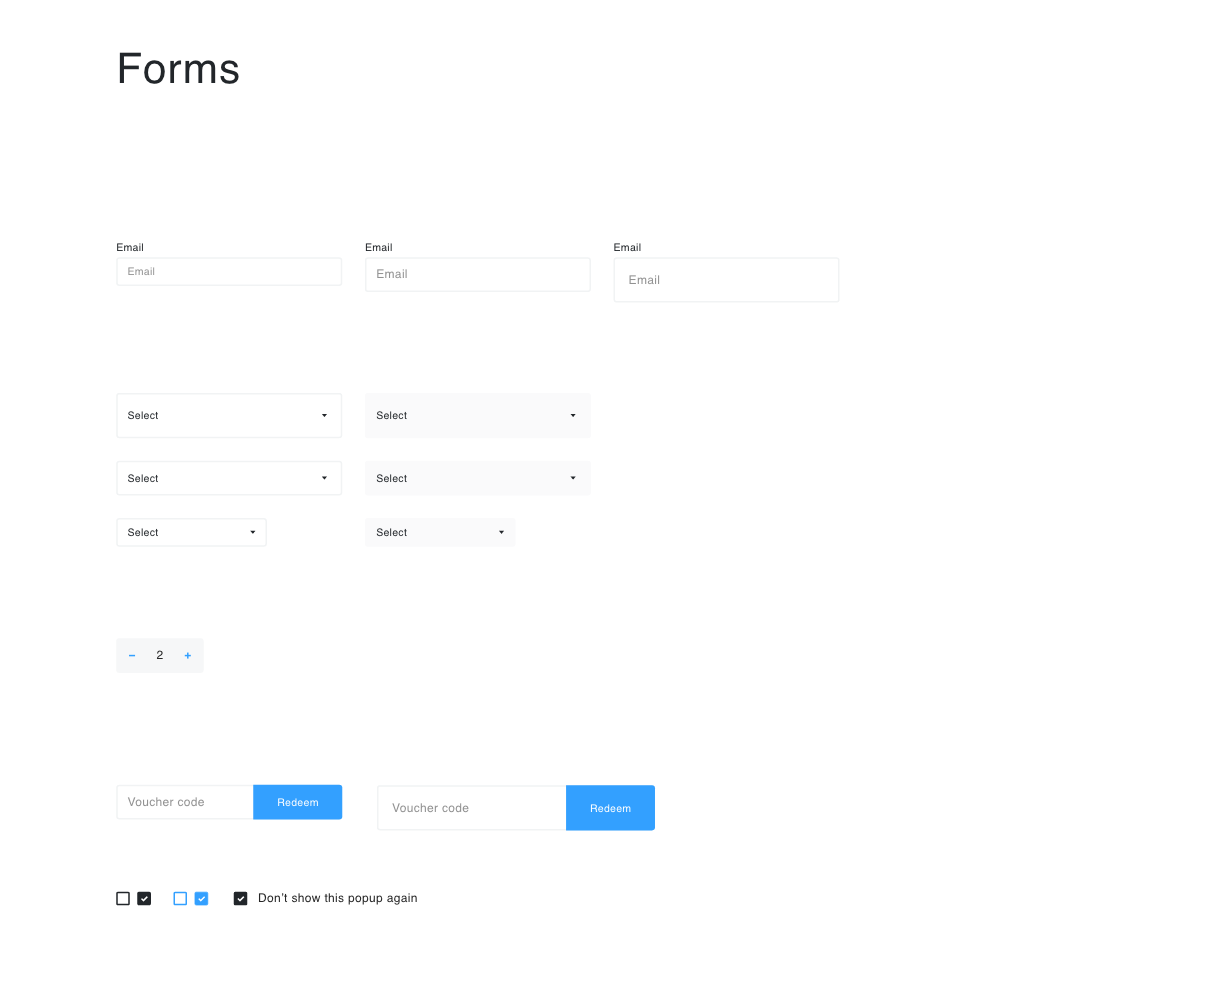 Forms
Email Email Email
Email Email Email
Select Select
Select Select
Select Select
− 2 +
Voucher code Redeem Voucher code Redeem
Don’t show this popup again